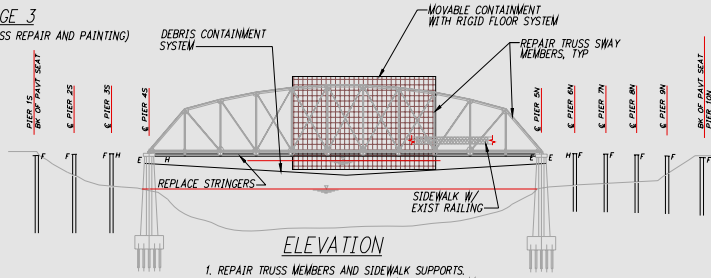 GE 3
SS REPAIR AND PAINTING)
DEBRIS CONTAINMENT
SYSTEM
MOVABLE CONTAINMENT
WITH RIGID FLOOR SYSTEM
REPAIR TRUSS SWAY
MEMBERS, TYP
PIER 1S
BK OF PAVT SEAT
℄ PIER 2S
℄ PIER 3S
℄ PIER 4S
℄ PIER 5N
℄ PIER 6N
℄ PIER 7N
℄ PIER 8N
℄ PIER 9N
BK OF PAVT SEAT
PIER 10N
F F F H E H E E H F F F F F
REPLACE STRINGERS
SIDEWALK W/
EXIST RAILING
ELEVATION
1. REPAIR TRUSS MEMBERS AND SIDEWALK SUPPORTS.